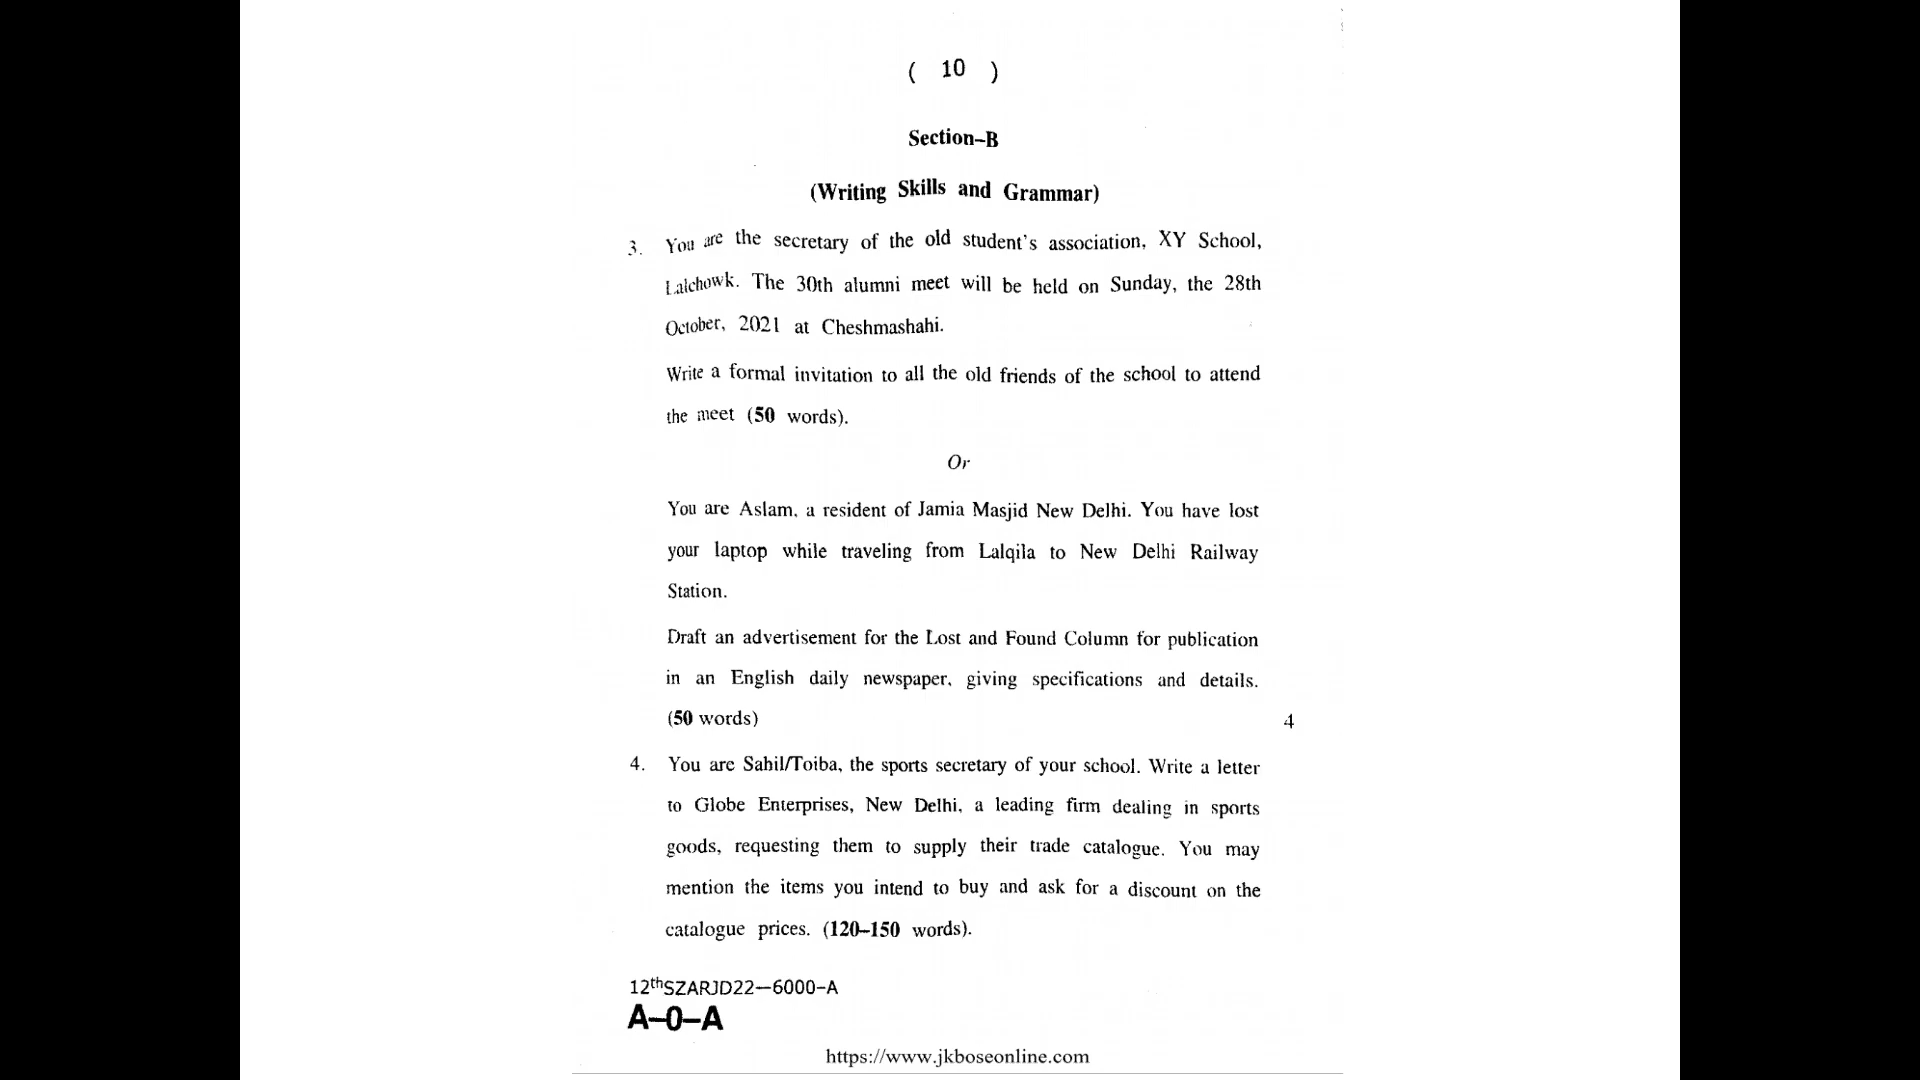 ( 10 )
Section–B
(Writing Skills and Grammar)
3. You are the secretary of the old student's association, XY School,
Lalchowk. The 30th alumni meet will be held on Sunday, the 28th
October, 2021 at Cheshmashahi.
Write a formal invitation to all the old friends of the school to attend
the meet (50 words).
Or
You are Aslam, a resident of Jamia Masjid New Delhi. You have lost
your laptop while traveling from Lalqila to New Delhi Railway
Station.
Draft an advertisement for the Lost and Found Column for publication
in an English daily newspaper, giving specifications and details.
(50 words) 4
4. You are Sahil/Toiba, the sports secretary of your school. Write a letter
to Globe Enterprises, New Delhi, a leading firm dealing in sports
goods, requesting them to supply their trade catalogue. You may
mention the items you intend to buy and ask for a discount on the
catalogue prices. (120–150 words).
12thSZARJD22—6000-A
A–0–A
https://www.jkboseonline.com